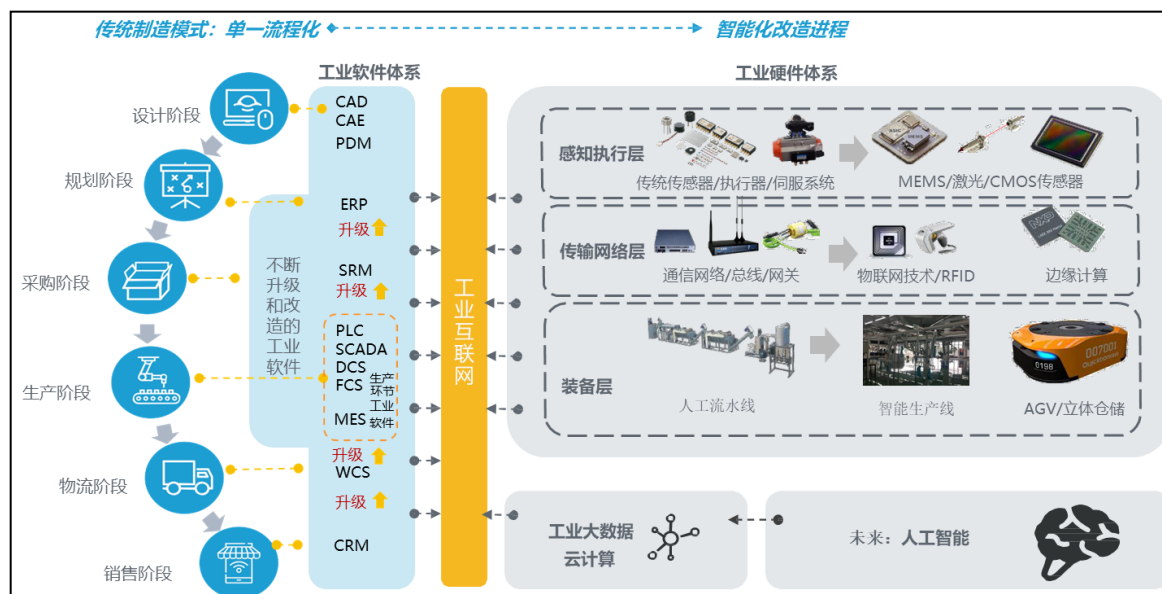 传统制造模式：单一流程化
智能化改造进程
工业软件体系
工业硬件体系
设计阶段
规划阶段
采购阶段
生产阶段
物流阶段
销售阶段
不断
升级
和改
造的
工业
软件
CAD
CAE
PDM
ERP
升级
SRM
升级
PLC
SCADA
DCS
FCS
MES
生产
环节
工业
软件
升级
WCS
升级
CRM
工业互联网
感知执行层
传统传感器/执行器/伺服系统
MEMS/激光/CMOS传感器
传输网络层
通信网络/总线/网关
物联网技术/RFID
NXP
边缘计算
装备层
人工流水线
智能生产线
007001
0198
AGV/立体仓储
工业大数据
云计算
未来：人工智能